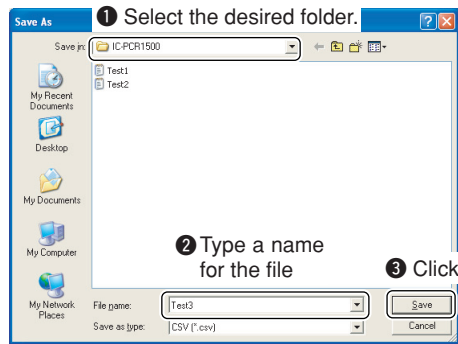 Save As
❶ Select the desired folder.
Save in:
IC-PCR1500
Test1
Test2
My Recent
Documents
Desktop
My Documents
My Computer
My Network
Places
❷ Type a name
for the file
❸ Click
File name:
Test3
Save
Save as type:
CSV (*.csv)
Cancel